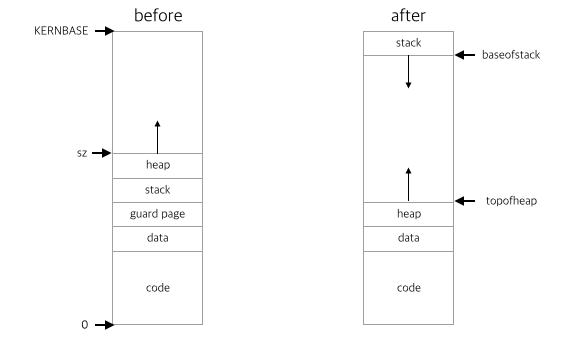 before
KERNBASE
sz
heap
stack
guard page
data
code
0
after
stack
baseofstack
topofheap
heap
data
code